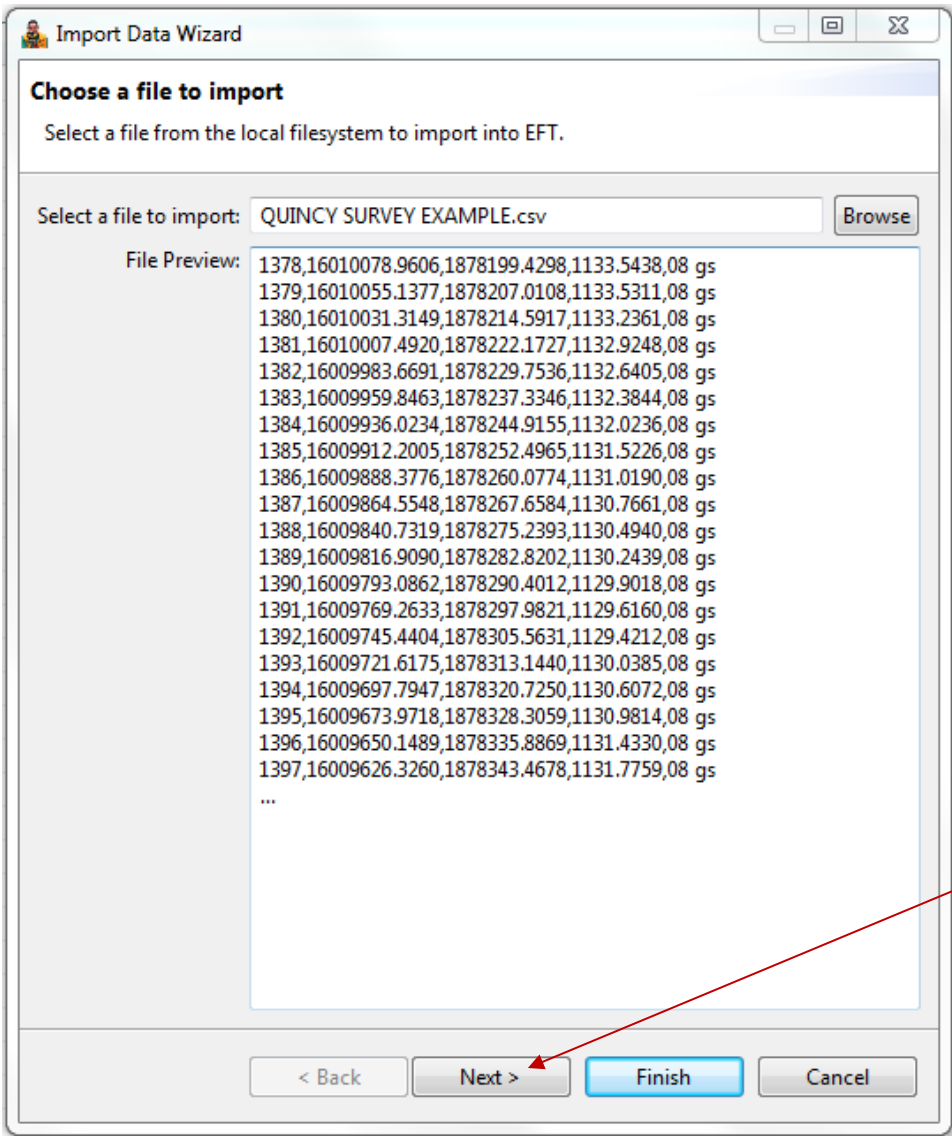 Import Data Wizard
Choose a file to import
Select a file from the local filesystem to import into EFT.
Select a file to import: QUINCY SURVEY EXAMPLE.csv Browse
File Preview:
1378,16010078.9606,1878199.4298,1133.5438,08 gs
1379,16010055.1377,1878207.0108,1133.5311,08 gs
1380,16010031.3149,1878214.5917,1133.2361,08 gs
1381,16010007.4920,1878222.1727,1132.9248,08 gs
1382,16009983.6691,1878229.7536,1132.6405,08 gs
1383,16009959.8463,1878237.3346,1132.3844,08 gs
1384,16009936.0234,1878244.9155,1132.0236,08 gs
1385,16009912.2005,1878252.4965,1131.5226,08 gs
1386,16009888.3776,1878260.0774,1131.0190,08 gs
1387,16009864.5548,1878267.6584,1130.7661,08 gs
1388,16009840.7319,1878275.2393,1130.4940,08 gs
1389,16009816.9090,1878282.8202,1130.2439,08 gs
1390,16009793.0862,1878290.4012,1129.9018,08 gs
1391,16009769.2633,1878297.9821,1129.6160,08 gs
1392,16009745.4404,1878305.5631,1129.4212,08 gs
1393,16009721.6175,1878313.1440,1130.0385,08 gs
1394,16009697.7947,1878320.7250,1130.6072,08 gs
1395,16009673.9718,1878328.3059,1130.9814,08 gs
1396,16009650.1489,1878335.8869,1131.4330,08 gs
1397,16009626.3260,1878343.4678,1131.7759,08 gs
...
< Back Next > Finish Cancel